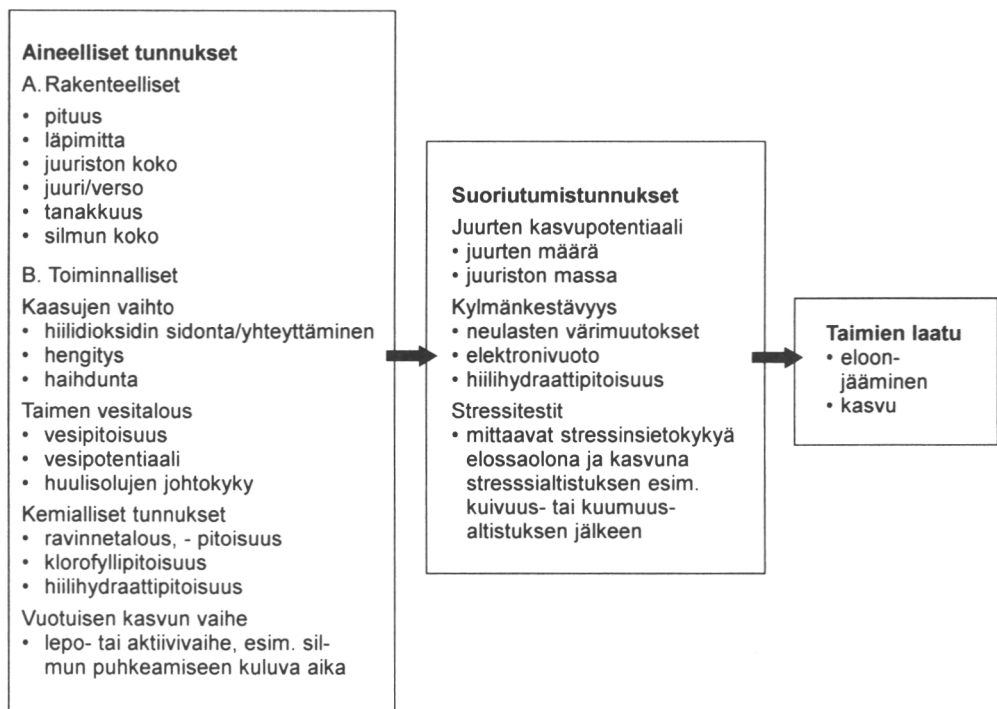 Aineelliset tunnukset
A. Rakenteelliset
• pituus
• läpimitta
• juuriston koko
• juuri/verso
• tanakkuus
• silmun koko
B. Toiminnalliset
Kaasujen vaihto
• hiilidioksidin sidonta/yhteyttäminen
• hengitys
• haihdunta
Taimen vesitalous
• vesipitoisuus
• vesipotentiaali
• huulisolujen johtokyky
Kemialliset tunnukset
• ravinnetalous, - pitoisuus
• klorofyllipitoisuus
• hiilihydraattipitoisuus
Vuotuisen kasvun vaihe
• lepo- tai aktiivivaihe, esim. sil-
mun puhkeamiseen kuluva aika
Suoriutumistunnukset
Juurten kasvupotentiaali
• juurten määrä
• juuriston massa
Kylmänkestävyys
• neulasten värimuutokset
• elektronivuoto
• hiilihydraattipitoisuus
Stressitestit
• mittaavat stressinsietokykyä
elossaolona ja kasvuna
stresssialtistuksen esim.
kuivuus- tai kuumuus-
altistuksen jälkeen
Taimien laatu
• eloon-
jääminen
• kasvu